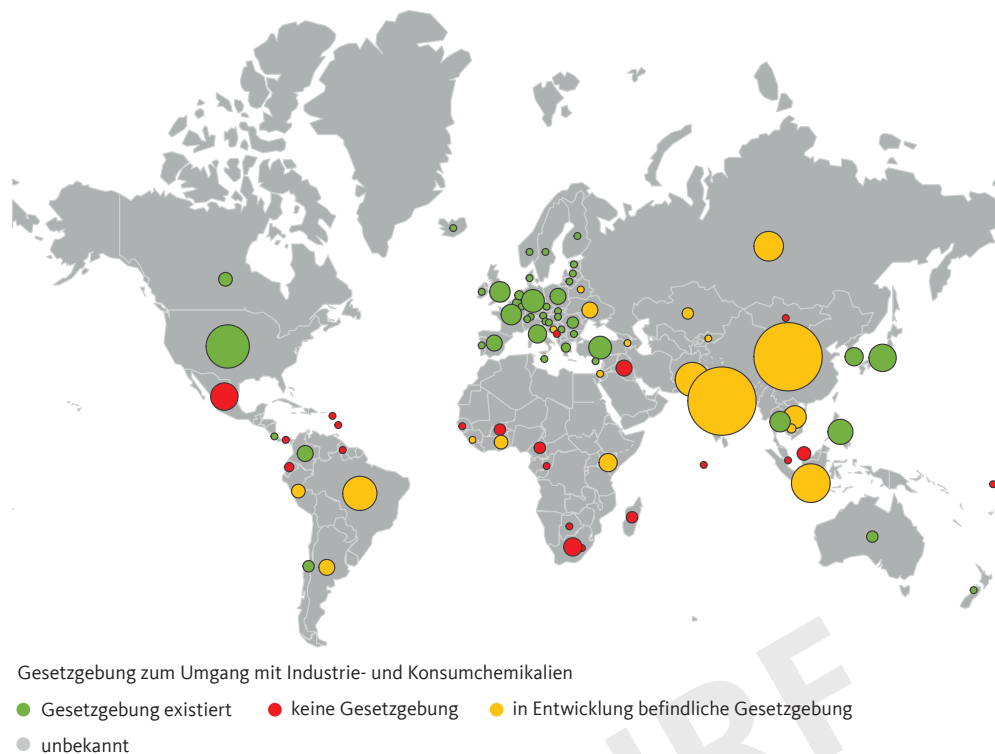 Gesetzgebung zum Umgang mit Industrie- und Konsumchemikalien
Gesetzgebung existiert keine Gesetzgebung in Entwicklung befindliche Gesetzgebung
unbekannt